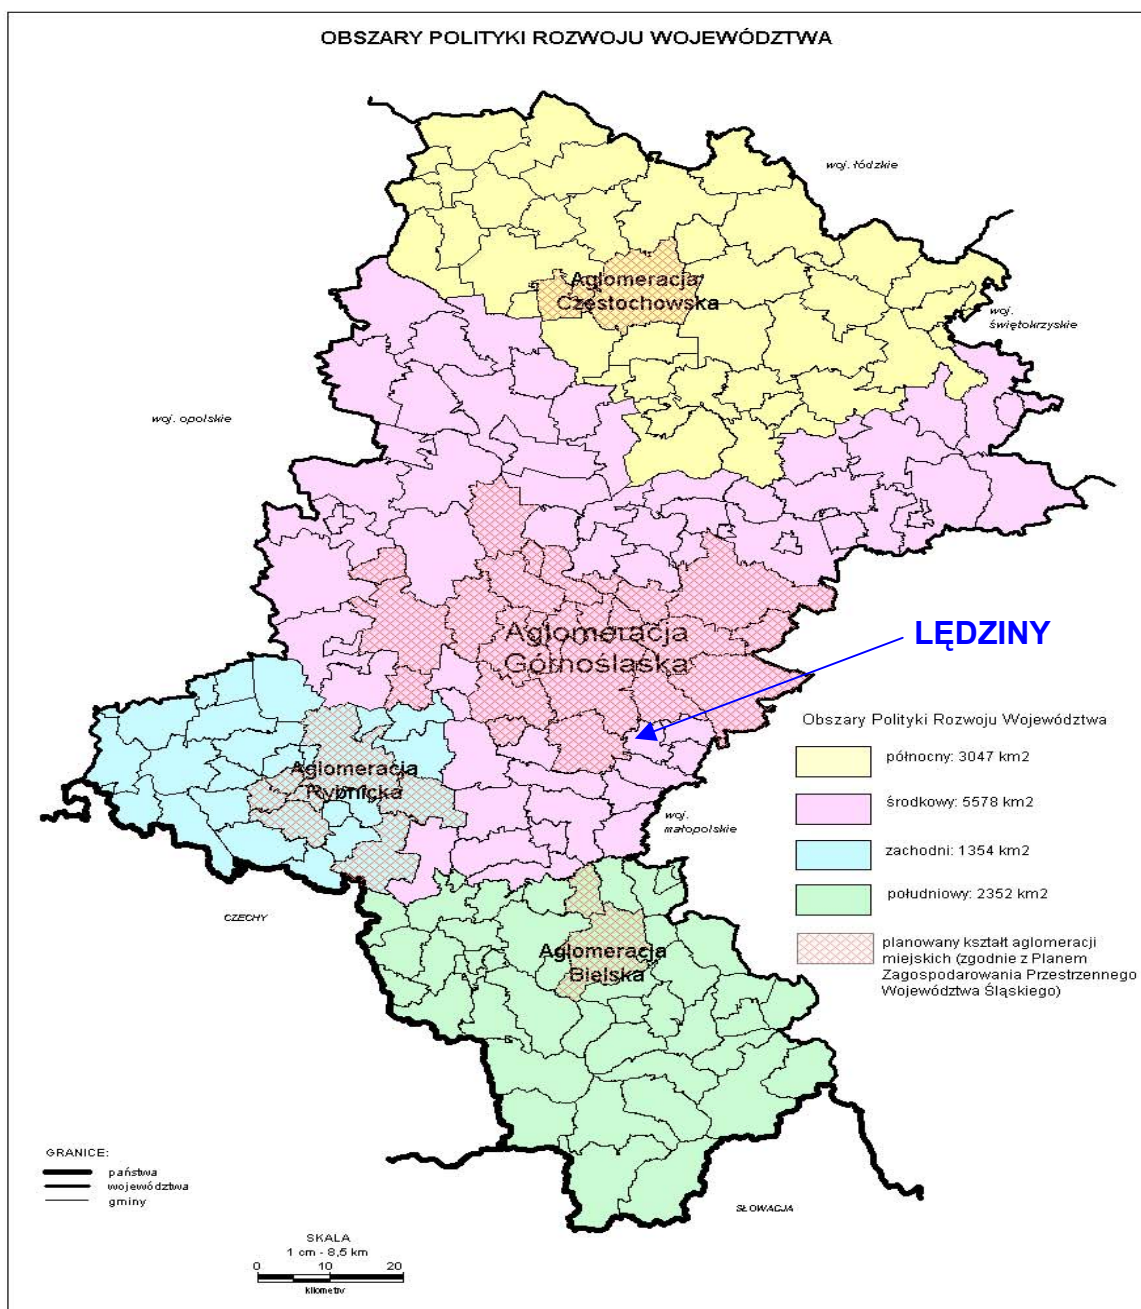 OBSZARY POLITYKI ROZWOJU WOJEWÓDZTWA
woj. łódzkie
Aglomeracja
Częstochowska
woj.
świętokrzyskie
woj. opolskie
Aglomeracja
Górnośląska
LĘDZINY
Obszary Polityki Rozwoju Województwa
północny: 3047 km2
środkowy: 5578 km2
zachodni: 1354 km2
południowy: 2352 km2
planowany kształt aglomeracji
miejskich (zgodnie z Planem
Zagospodarowania Przestrzennego
Województwa Śląskiego)
Aglomeracja
Rybnicka
woj.
małopolskie
CZECHY
Aglomeracja
Bielska
GRANICE:
państwa
województwa
gminy
SŁOWACJA
SKALA
1 cm - 8,5 km
0 10 20
kilometry